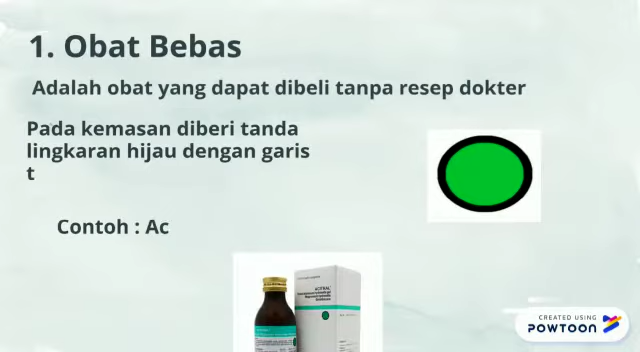 1. Obat Bebas
Adalah obat yang dapat dibeli tanpa resep dokter
Pada kemasan diberi tanda
lingkaran hijau dengan garis
t
Contoh : Ac
ACITRAL
CREATED USING
POWTOON